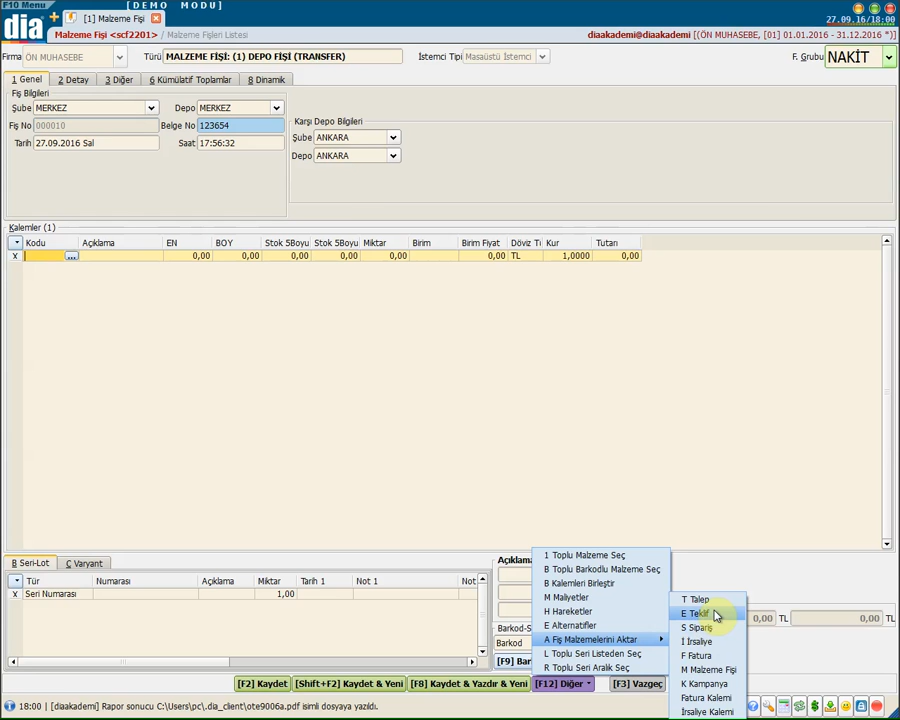 F10 Menu
[DEMO MODU]
dia
[1] Malzeme Fişi
27.09.16/18:00
Malzeme Fişi <scf2201> / Malzeme Fişleri Listesi
diaakademi@diaakademi [(ÖN MUHASEBE, [01] 01.01.2016 - 31.12.2016 *)]
Firma ÖN MUHASEBE Türü MALZEME FİŞİ: (1) DEPO FİŞİ (TRANSFER) İstemci Tipi Masaüstü İstemci F. Grubu NAKİT
1 Genel 2 Detay 3 Diğer 6 Kümülatif Toplamlar 8 Dinamik
Fiş Bilgileri
Şube MERKEZ Depo MERKEZ
Fiş No 000010 Belge No 123654
Tarih 27.09.2016 Sal Saat 17:56:32
Karşı Depo Bilgileri
Şube ANKARA
Depo ANKARA
Kalemler (1)
Kodu Açıklama EN BOY Stok 5Boyu Stok 5Boyu Miktar Birim Birim Fiyat Döviz Tü Kur Tutarı
X ... 0,00 0,00 0,00 0,00 0,00 0,00 TL 1,0000 0,00
B Seri-Lot C Varyant
Tür Numarası Açıklama Miktar Tarih 1 Not 1 Not
X Seri Numarası 1,00
Açıklama
Barkod-S
Barkod
[F9] Bar
1 Toplu Malzeme Seç
B Toplu Barkodlu Malzeme Seç
B Kalemleri Birleştir
M Maliyetler
H Hareketler
E Alternatifler
A Fiş Malzemelerini Aktar
L Toplu Seri Listeden Seç
R Toplu Seri Aralık Seç
T Talep
E Teklif
S Sipariş
İ İrsaliye
F Fatura
M Malzeme Fişi
K Kampanya
Fatura Kalemi
İrsaliye Kalemi
0,00 TL 0,00 TL
[F2] Kaydet [Shift+F2] Kaydet & Yeni [F8] Kaydet & Yazdır & Yeni [F12] Diğer [F3] Vazgeç
18:00 | Rapor sonucu C:\Users\pc\.dia_client\ote9006a.pdf isimli dosyaya yazıldı.